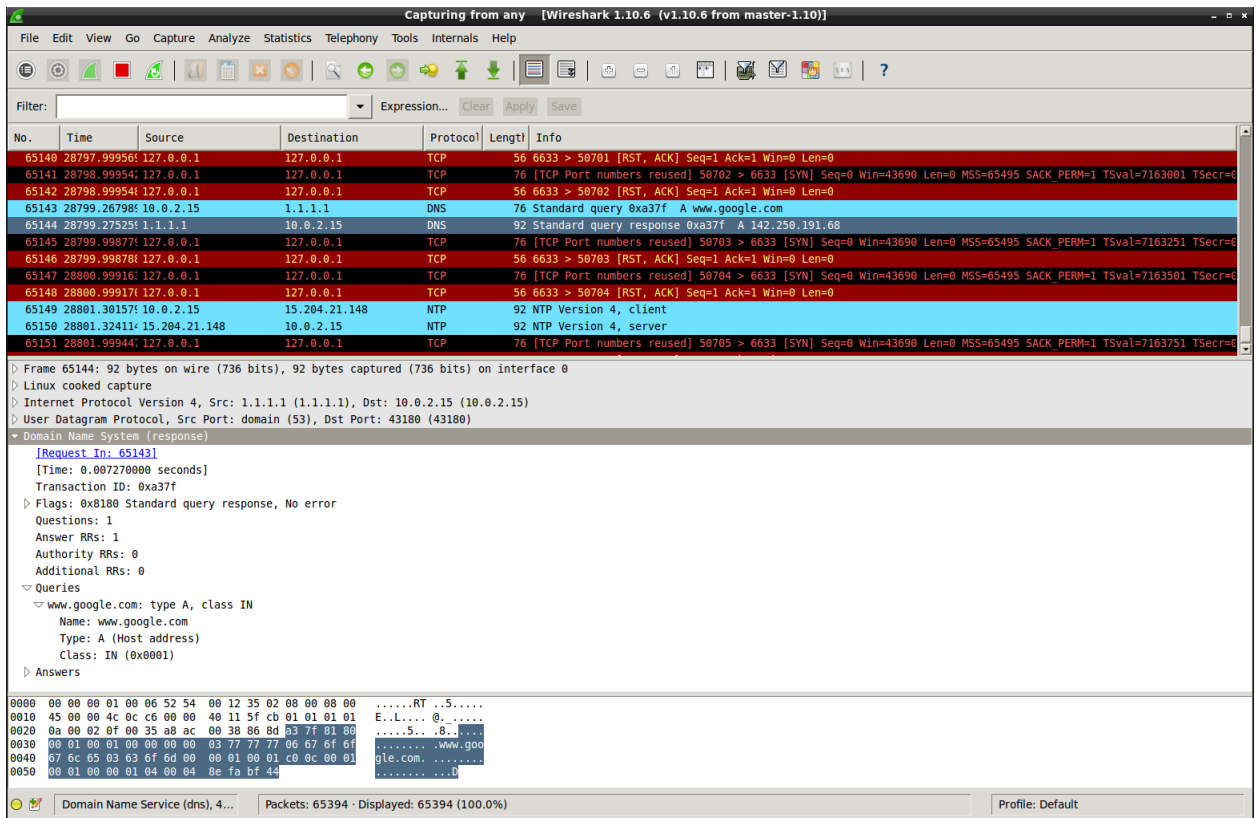 Capturing from any [Wireshark 1.10.6 (v1.10.6 from master-1.10)]
File Edit View Go Capture Analyze Statistics Telephony Tools Internals Help
Filter: Expression... Clear Apply Save
No. Time Source Destination Protocol Length Info
65140 28797.99956 127.0.0.1 127.0.0.1 TCP 56 6633 > 50701 [RST, ACK] Seq=1 Ack=1 Win=0 Len=0
65141 28798.99954 127.0.0.1 127.0.0.1 TCP 76 [TCP Port numbers reused] 50702 > 6633 [SYN] Seq=0 Win=43690 Len=0 MSS=65495 SACK_PERM=1 TSval=7163001 TSecr=0
65142 28798.99954 127.0.0.1 127.0.0.1 TCP 56 6633 > 50702 [RST, ACK] Seq=1 Ack=1 Win=0 Len=0
65143 28799.26798 10.0.2.15 1.1.1.1 DNS 76 Standard query 0xa37f A www.google.com
65144 28799.27525 1.1.1.1 10.0.2.15 DNS 92 Standard query response 0xa37f A 142.250.191.68
65145 28799.99877 127.0.0.1 127.0.0.1 TCP 76 [TCP Port numbers reused] 50703 > 6633 [SYN] Seq=0 Win=43690 Len=0 MSS=65495 SACK_PERM=1 TSval=7163251 TSecr=0
65146 28799.99878 127.0.0.1 127.0.0.1 TCP 56 6633 > 50703 [RST, ACK] Seq=1 Ack=1 Win=0 Len=0
65147 28800.99916 127.0.0.1 127.0.0.1 TCP 76 [TCP Port numbers reused] 50704 > 6633 [SYN] Seq=0 Win=43690 Len=0 MSS=65495 SACK_PERM=1 TSval=7163501 TSecr=0
65148 28800.99917 127.0.0.1 127.0.0.1 TCP 56 6633 > 50704 [RST, ACK] Seq=1 Ack=1 Win=0 Len=0
65149 28801.30157 10.0.2.15 15.204.21.148 NTP 92 NTP Version 4, client
65150 28801.32411 15.204.21.148 10.0.2.15 NTP 92 NTP Version 4, server
65151 28801.99944 127.0.0.1 127.0.0.1 TCP 76 [TCP Port numbers reused] 50705 > 6633 [SYN] Seq=0 Win=43690 Len=0 MSS=65495 SACK_PERM=1 TSval=7163751 TSecr=0
Frame 65144: 92 bytes on wire (736 bits), 92 bytes captured (736 bits) on interface 0
Linux cooked capture
Internet Protocol Version 4, Src: 1.1.1.1 (1.1.1.1), Dst: 10.0.2.15 (10.0.2.15)
User Datagram Protocol, Src Port: domain (53), Dst Port: 43180 (43180)
Domain Name System (response)
[Request In: 65143]
[Time: 0.007270000 seconds]
Transaction ID: 0xa37f
Flags: 0x8180 Standard query response, No error
Questions: 1
Answer RRs: 1
Authority RRs: 0
Additional RRs: 0
Queries
www.google.com: type A, class IN
Name: www.google.com
Type: A (Host address)
Class: IN (0x0001)
Answers
0000 00 00 00 01 00 06 52 54 00 12 35 02 08 00 08 00 ......RT ..5.....
0010 45 00 00 4c 0c c6 00 00 40 11 5f cb 01 01 01 01 E..L.... @._.....
0020 0a 00 02 0f 00 35 a8 ac 00 38 86 8d a3 7f 81 80 .....5.. .8......
0030 00 01 00 01 00 00 00 00 03 77 77 77 06 67 6f 6f ........ .www.goo
0040 67 6c 65 03 63 6f 6d 00 00 01 00 01 c0 0c 00 01 gle.com. ........
0050 00 01 00 00 01 04 00 04 8e fa bf 44 ........ ...D
Domain Name Service (dns), 4... Packets: 65394 · Displayed: 65394 (100.0%) Profile: Default